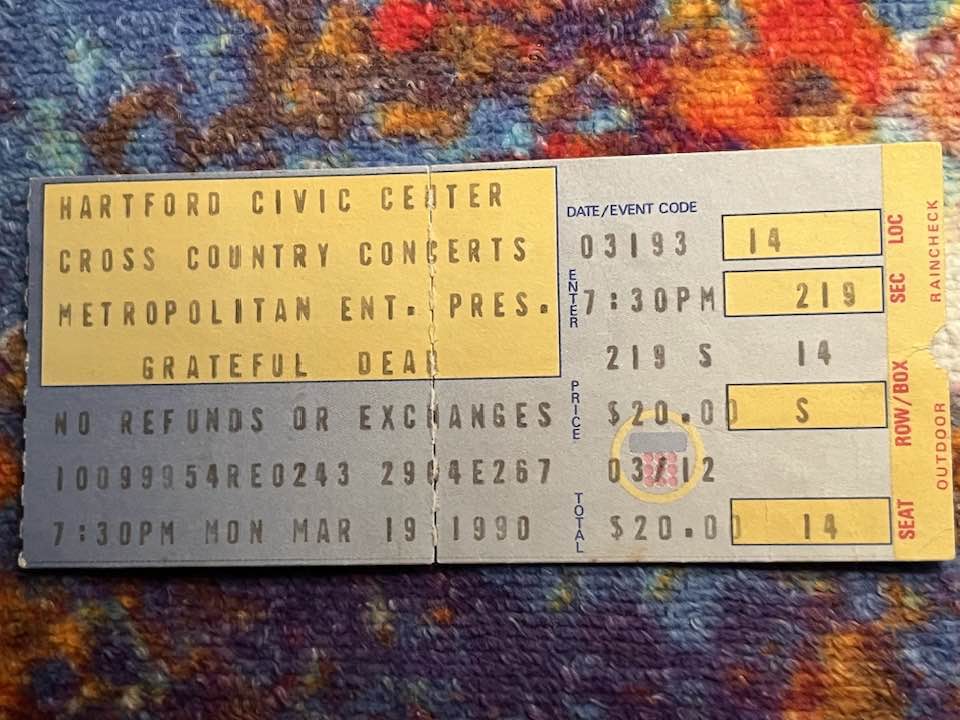 HARTFORD CIVIC CENTER
CROSS COUNTRY CONCERTS
METROPOLITAN ENT. PRES.
GRATEFUL DEAD
NO REFUNDS OR EXCHANGES
10099954RE0243 2904E267
7:30PM MON MAR 19 1990
DATE/EVENT CODE
03193 14
ENTER
7:30PM 219
219 S 14
PRICE
$20.00 S
03/12
TOTAL
$20.00 14
LOC
SEC
ROW/BOX
SEAT
RAINCHECK
OUTDOOR